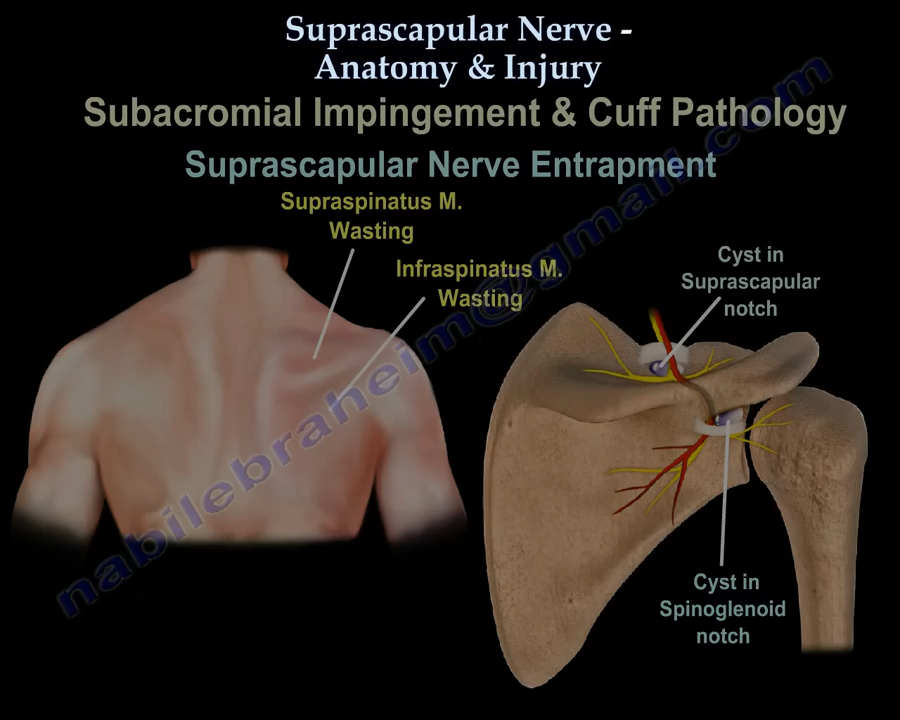 Suprascapular Nerve -
Anatomy & Injury
Subacromial Impingement & Cuff Pathology
Suprascapular Nerve Entrapment
Supraspinatus M.
Wasting
Infraspinatus M.
Wasting
Cyst in
Suprascapular
notch
Cyst in
Spinoglenoid
notch
nabilebraheim@gmail.com